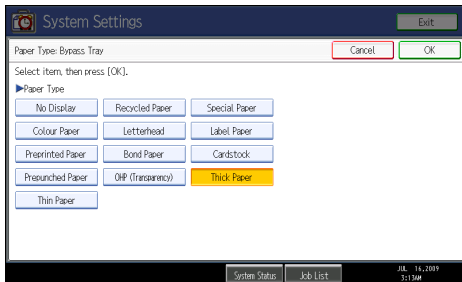 System Settings
Exit
Paper Type: Bypass Tray
Cancel
OK
Select item, then press [OK].
▶Paper Type
No Display
Recycled Paper
Special Paper
Colour Paper
Letterhead
Label Paper
Preprinted Paper
Bond Paper
Cardstock
Prepunched Paper
OHP (Transparency)
Thick Paper
Thin Paper
System Status
Job List
JUL 16,2009
3:13AM